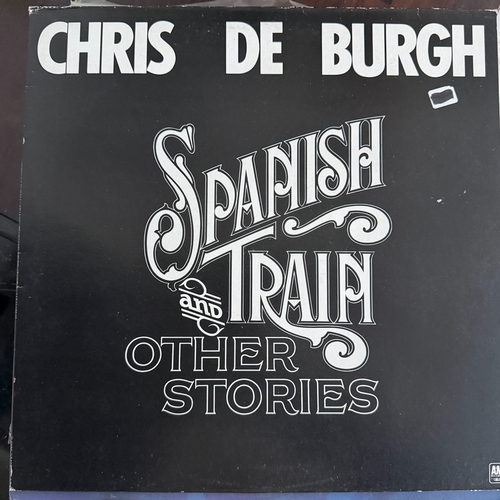 CHRIS DE BURGH
SPANISH
TRAIN
and
OTHER
STORIES